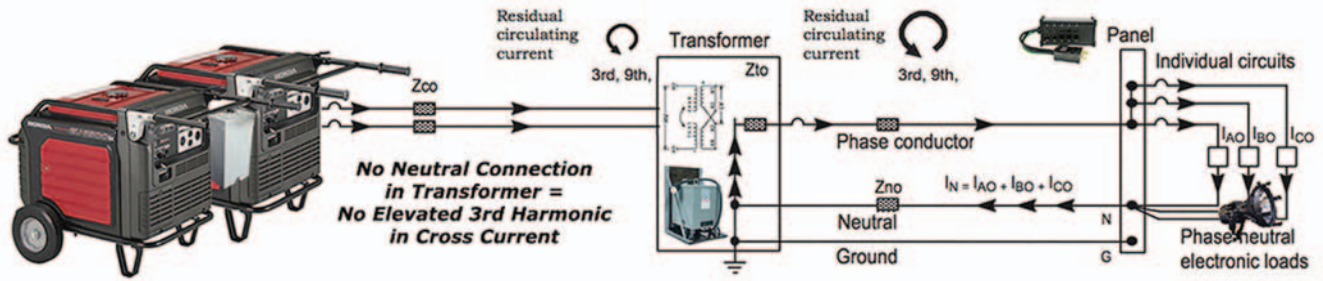 Residual
circulating
current
3rd, 9th,
Zco
No Neutral Connection
in Transformer =
No Elevated 3rd Harmonic
in Cross Current
Transformer
Zto
Residual
circulating
current
3rd, 9th,
Phase conductor
Zno
IN = IAO + IBO + ICO
Neutral
Ground
Panel
Individual circuits
IAO
IBO
ICO
N
G
Phase-neutral
electronic loads
HONDA
HONDA